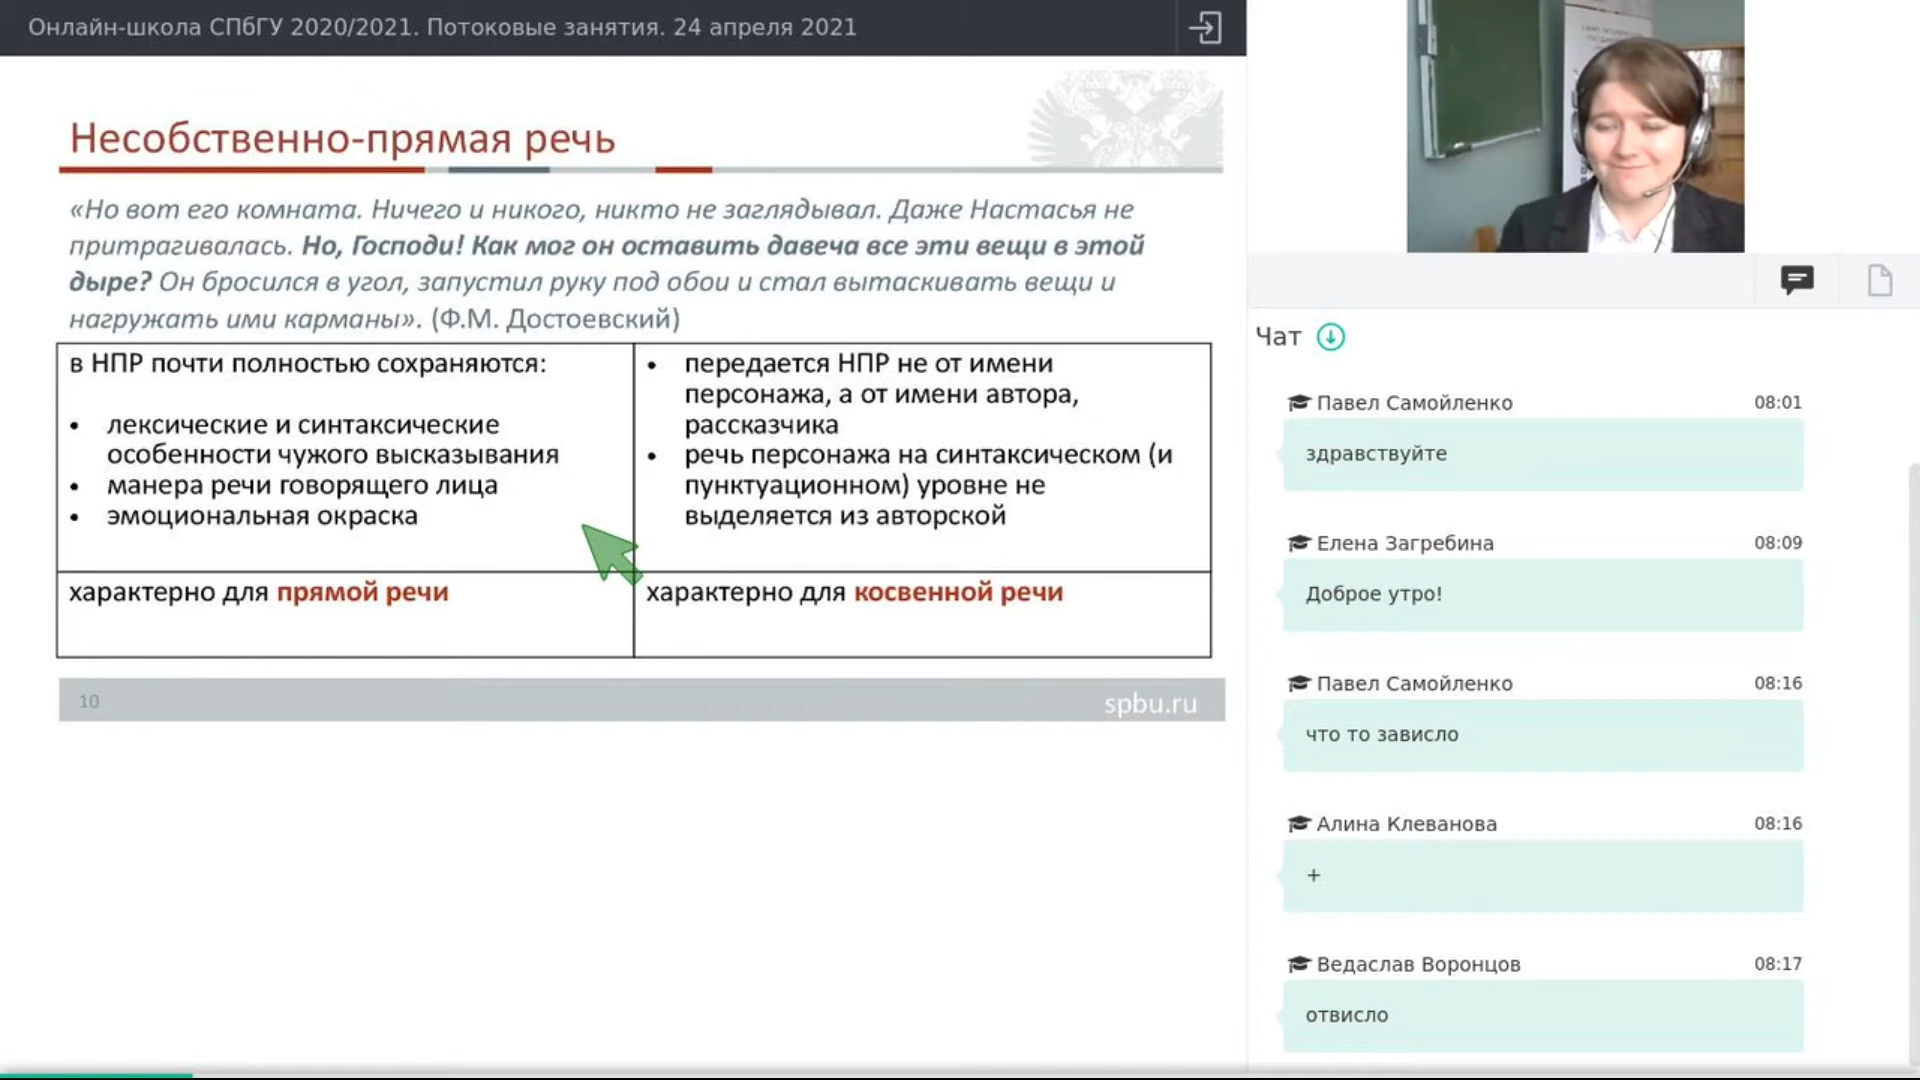 Онлайн-школа СПбГУ 2020/2021. Потоковые занятия. 24 апреля 2021
Несобственно-прямая речь
«Но вот его комната. Ничего и никого, никто не заглядывал. Даже Настасья не
притрагивалась. Но, Господи! Как мог он оставить давеча все эти вещи в этой
дыре? Он бросился в угол, запустил руку под обои и стал вытаскивать вещи и
нагружать ими карманы». (Ф.М. Достоевский)
в НПР почти полностью сохраняются:
• лексические и синтаксические
особенности чужого высказывания
• манера речи говорящего лица
• эмоциональная окраска
• передается НПР не от имени
персонажа, а от имени автора,
рассказчика
• речь персонажа на синтаксическом (и
пунктуационном) уровне не
выделяется из авторской
характерно для прямой речи
характерно для косвенной речи
10
spbu.ru
Чат
Павел Самойленко 08:01
здравствуйте
Елена Загребина 08:09
Доброе утро!
Павел Самойленко 08:16
что то зависло
Алина Клеванова 08:16
+
Ведаслав Воронцов 08:17
отвисло